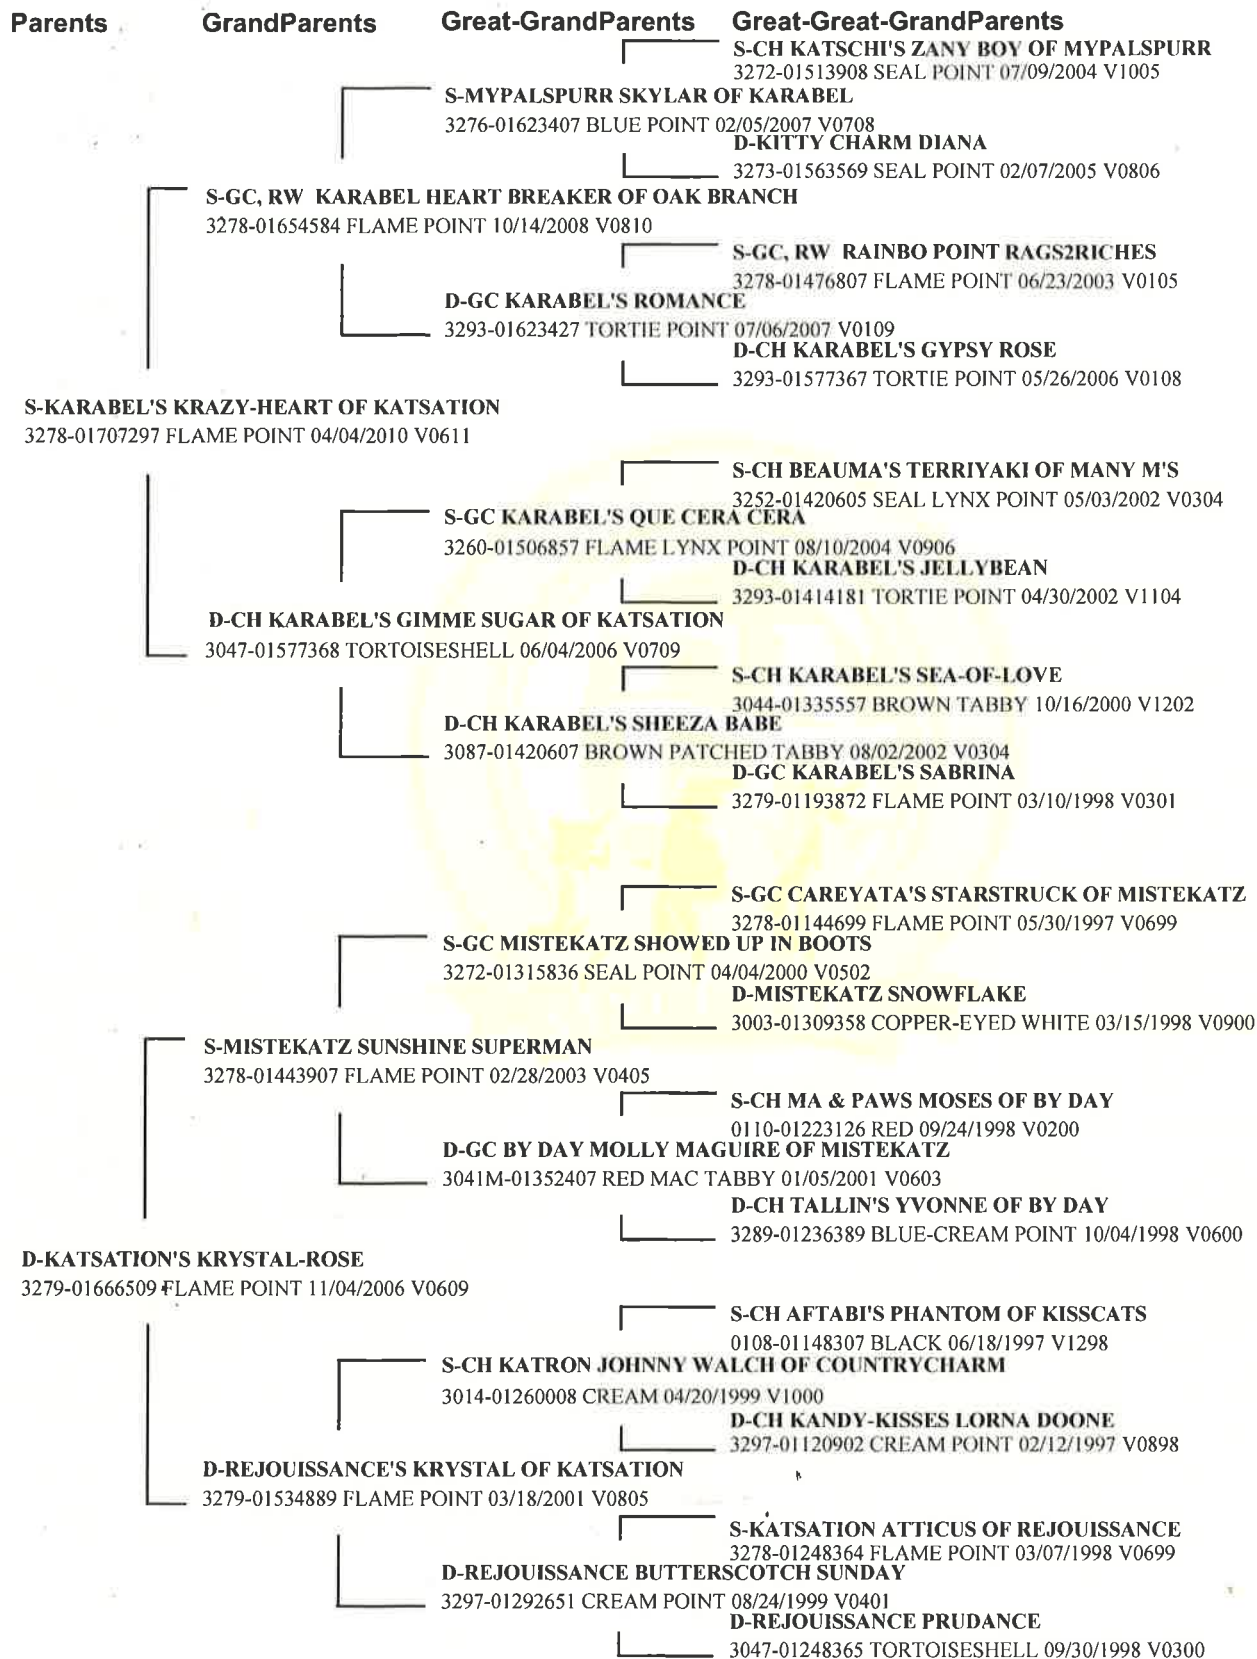 Parents GrandParents Great-GrandParents Great-Great-GrandParents
S-CH KATSCHI'S ZANY BOY OF MYPALSPURR
3272-01513908 SEAL POINT 07/09/2004 V1005
S-MYPALSPURR SKYLAR OF KARABEL
3276-01623407 BLUE POINT 02/05/2007 V0708
D-KITTY CHARM DIANA
3273-01563569 SEAL POINT 02/07/2005 V0806
S-GC, RW KARABEL HEART BREAKER OF OAK BRANCH
3278-01654584 FLAME POINT 10/14/2008 V0810
S-GC, RW RAINBO POINT RAGS2RICHES
3278-01476807 FLAME POINT 06/23/2003 V0105
D-GC KARABEL'S ROMANCE
3293-01623427 TORTIE POINT 07/06/2007 V0109
D-CH KARABEL'S GYPSY ROSE
3293-01577367 TORTIE POINT 05/26/2006 V0108
S-KARABEL'S KRAZY-HEART OF KATSATION
3278-01707297 FLAME POINT 04/04/2010 V0611
S-CH BEAUMA'S TERRIYAKI OF MANY M'S
3252-01420605 SEAL LYNX POINT 05/03/2002 V0304
S-GC KARABEL'S QUE CERA CERA
3260-01506857 FLAME LYNX POINT 08/10/2004 V0906
D-CH KARABEL'S JELLYBEAN
3293-01414181 TORTIE POINT 04/30/2002 V1104
D-CH KARABEL'S GIMME SUGAR OF KATSATION
3047-01577368 TORTOISESHELL 06/04/2006 V0709
S-CH KARABEL'S SEA-OF-LOVE
3044-01335557 BROWN TABBY 10/16/2000 V1202
D-CH KARABEL'S SHEEZA BABE
3087-01420607 BROWN PATCHED TABBY 08/02/2002 V0304
D-GC KARABEL'S SABRINA
3279-01193872 FLAME POINT 03/10/1998 V0301
S-GC CAREYATA'S STARSTRUCK OF MISTEKATZ
3278-01144699 FLAME POINT 05/30/1997 V0699
S-GC MISTEKATZ SHOWED UP IN BOOTS
3272-01315836 SEAL POINT 04/04/2000 V0502
D-MISTEKATZ SNOWFLAKE
3003-01309358 COPPER-EYED WHITE 03/15/1998 V0900
S-MISTEKATZ SUNSHINE SUPERMAN
3278-01443907 FLAME POINT 02/28/2003 V0405
S-CH MA & PAWS MOSES OF BY DAY
0110-01223126 RED 09/24/1998 V0200
D-GC BY DAY MOLLY MAGUIRE OF MISTEKATZ
3041M-01352407 RED MAC TABBY 01/05/2001 V0603
D-CH TALLIN'S YVONNE OF BY DAY
3289-01236389 BLUE-CREAM POINT 10/04/1998 V0600
D-KATSATION'S KRYSTAL-ROSE
3279-01666509 FLAME POINT 11/04/2006 V0609
S-CH AFTABI'S PHANTOM OF KISSCATS
0108-01148307 BLACK 06/18/1997 V1298
S-CH KATRON JOHNNY WALCH OF COUNTRYCHARM
3014-01260008 CREAM 04/20/1999 V1000
D-CH KANDY-KISSES LORNA DOONE
3297-01120902 CREAM POINT 02/12/1997 V0898
D-REJOUISSANCE'S KRYSTAL OF KATSATION
3279-01534889 FLAME POINT 03/18/2001 V0805
S-KATSATION ATTICUS OF REJOUISSANCE
3278-01248364 FLAME POINT 03/07/1998 V0699
D-REJOUISSANCE BUTTERSCOTCH SUNDAY
3297-01292651 CREAM POINT 08/24/1999 V0401
D-REJOUISSANCE PRUDANCE
3047-01248365 TORTOISESHELL 09/30/1998 V0300